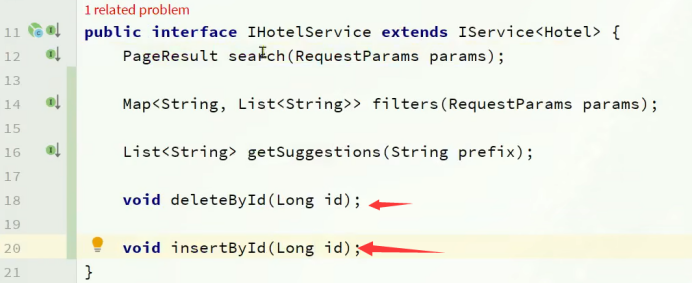 1 related problem
11 public interface IHotelService extends IService<Hotel> {
12 PageResult search(RequestParams params);
13
14 Map<String, List<String>> filters(RequestParams params);
15
16 List<String> getSuggestions(String prefix);
17
18 void deleteById(Long id);
19
20 void insertById(Long id);
21 }